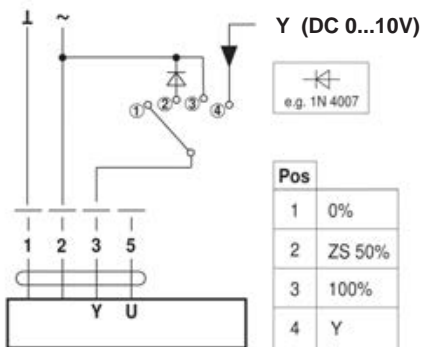 ⊥ ~
Y (DC 0...10V)
① ② ③ ④
e.g. 1N 4007
Pos
1 0%
2 ZS 50%
3 100%
4 Y
1 2 3 5
Y U